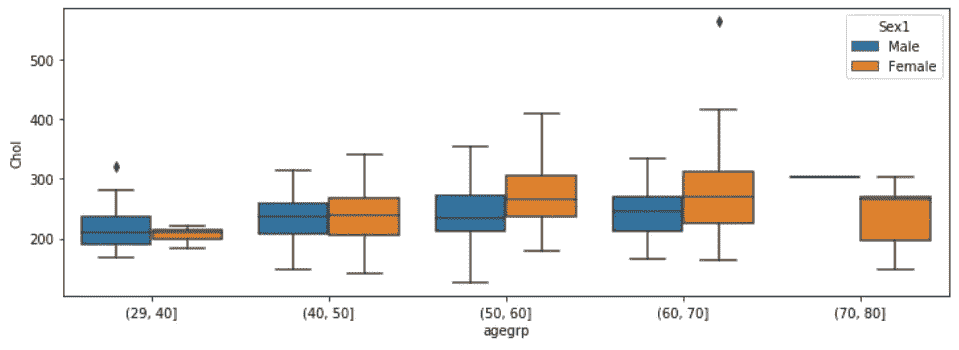 Sex1
Male
Female
500
400
300
200
Chol
(29, 40]
(40, 50]
(50, 60]
(60, 70]
(70, 80]
agegrp